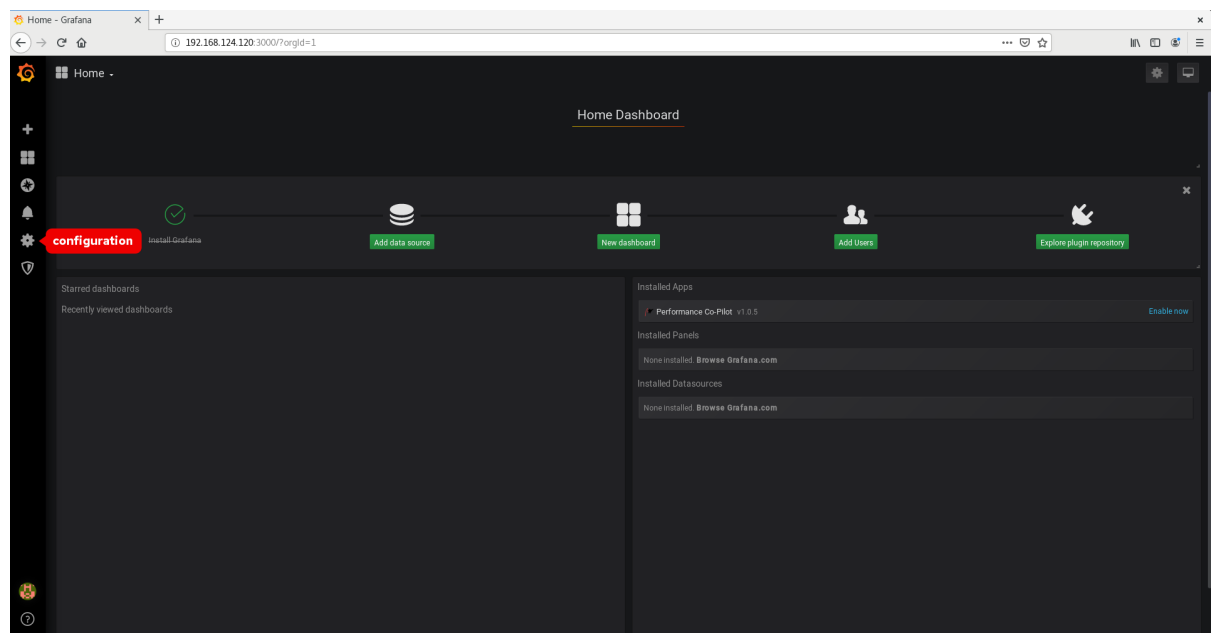 Home - Grafana
192.168.124.120:3000/?orgId=1
Home
Home Dashboard
configuration
Install Grafana
Add data source
New dashboard
Add Users
Explore plugin repository
Starred dashboards
Recently viewed dashboards
Installed Apps
Performance Co-Pilot v1.0.5
Enable now
Installed Panels
None installed. Browse Grafana.com
Installed Datasources
None installed. Browse Grafana.com